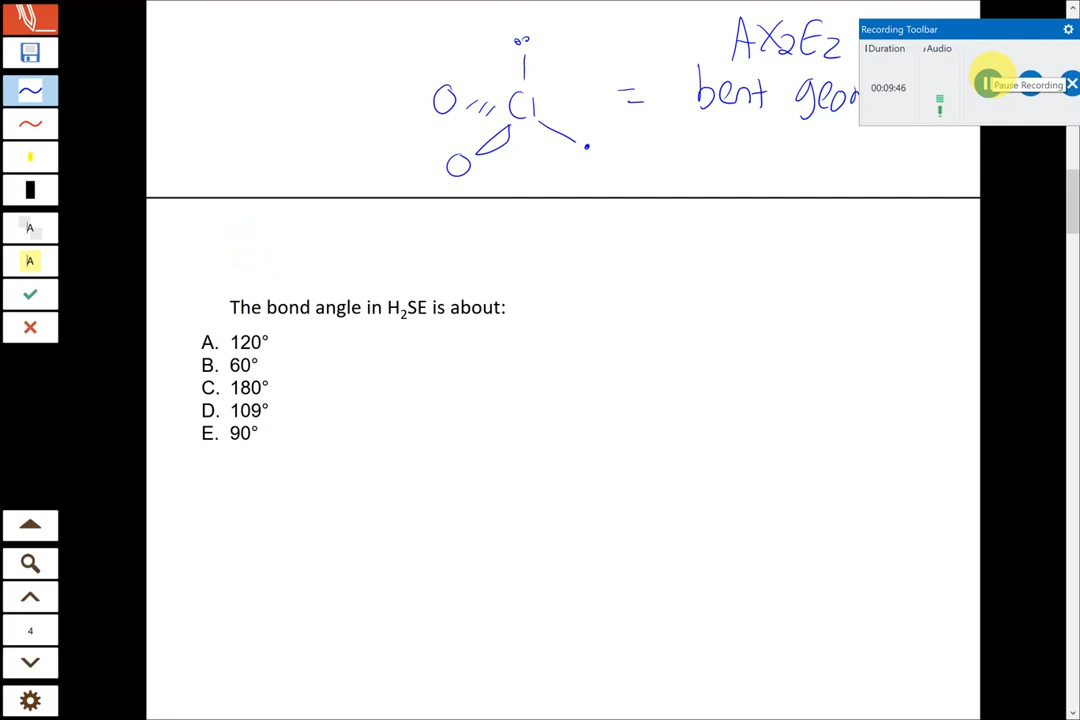 AX2E2
Recording Toolbar
Duration
Audio
00:09:46
Pause Recording
O Cl = bent geo
O
The bond angle in H₂SE is about:
A. 120°
B. 60°
C. 180°
D. 109°
E. 90°
A
A
4